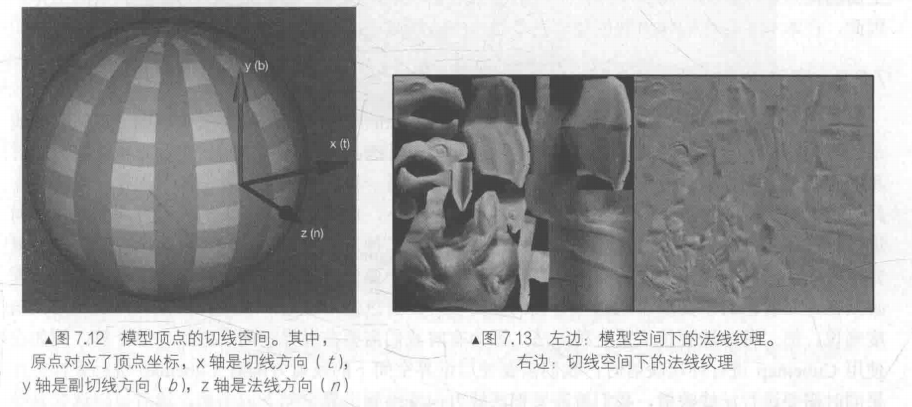 y (b)
x (t)
z (n)
▲图 7.12 模型顶点的切线空间。其中,
原点对应了顶点坐标, x 轴是切线方向 ( t ),
y 轴是副切线方向 ( b ), z 轴是法线方向 ( n )
▲图 7.13 左边: 模型空间下的法线纹理。
右边: 切线空间下的法线纹理